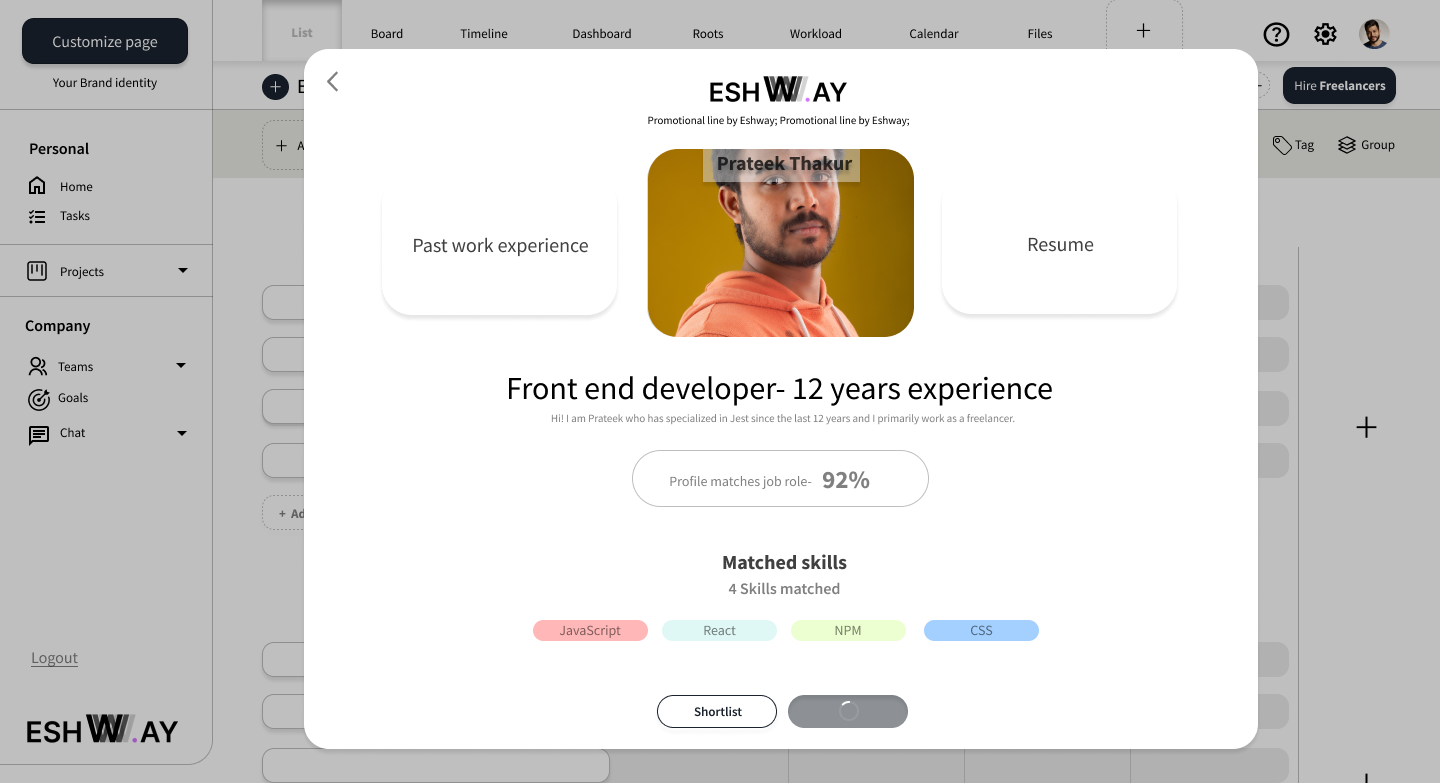 Customize page
Your Brand identity
List
Board
Timeline
Dashboard
Roots
Workload
Calendar
Files
Hire Freelancers
Tag
Group
Personal
Home
Tasks
Projects
Company
Teams
Goals
Chat
Logout
ESHW.AY
ESHW.AY
Promotional line by Eshway; Promotional line by Eshway;
Prateek Thakur
Past work experience
Resume
Front end developer- 12 years experience
Hi! I am Prateek who has specialized in Jest since the last 12 years and I primarily work as a freelancer.
Profile matches job role- 92%
Matched skills
4 Skills matched
JavaScript
React
NPM
CSS
Shortlist